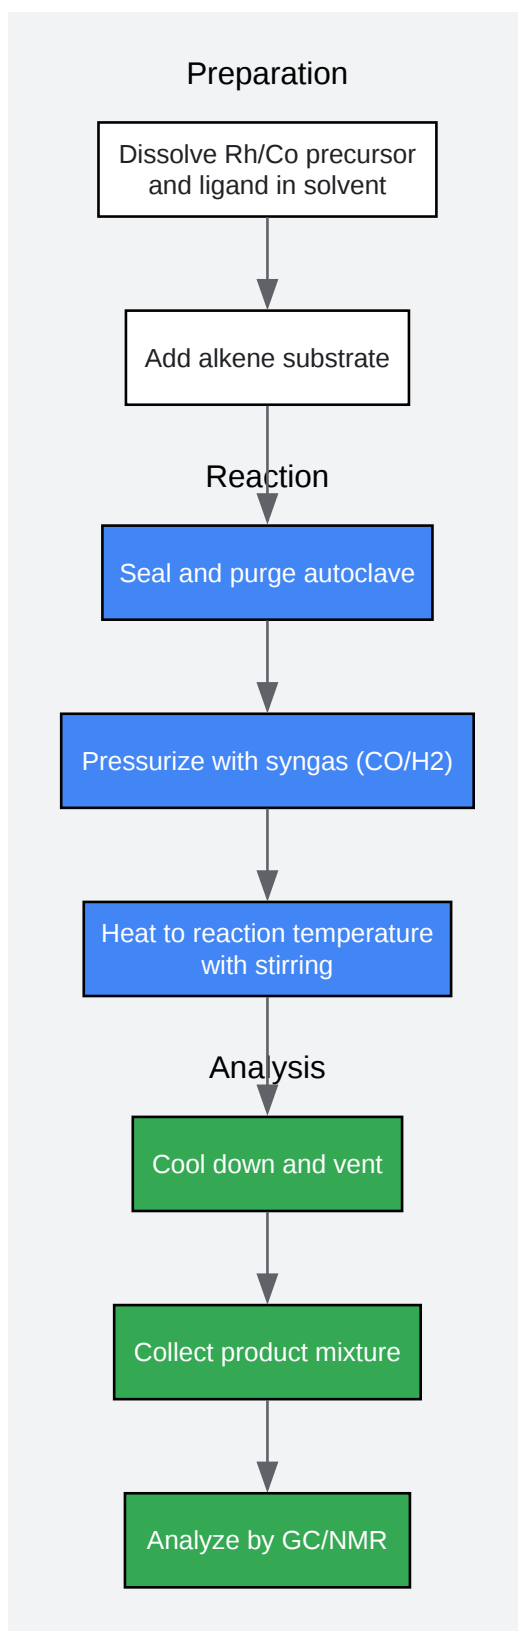 Preparation
Dissolve Rh/Co precursor
and ligand in solvent
Add alkene substrate
Reaction
Seal and purge autoclave
Pressurize with syngas (CO/H2)
Heat to reaction temperature
with stirring
Analysis
Cool down and vent
Collect product mixture
Analyze by GC/NMR